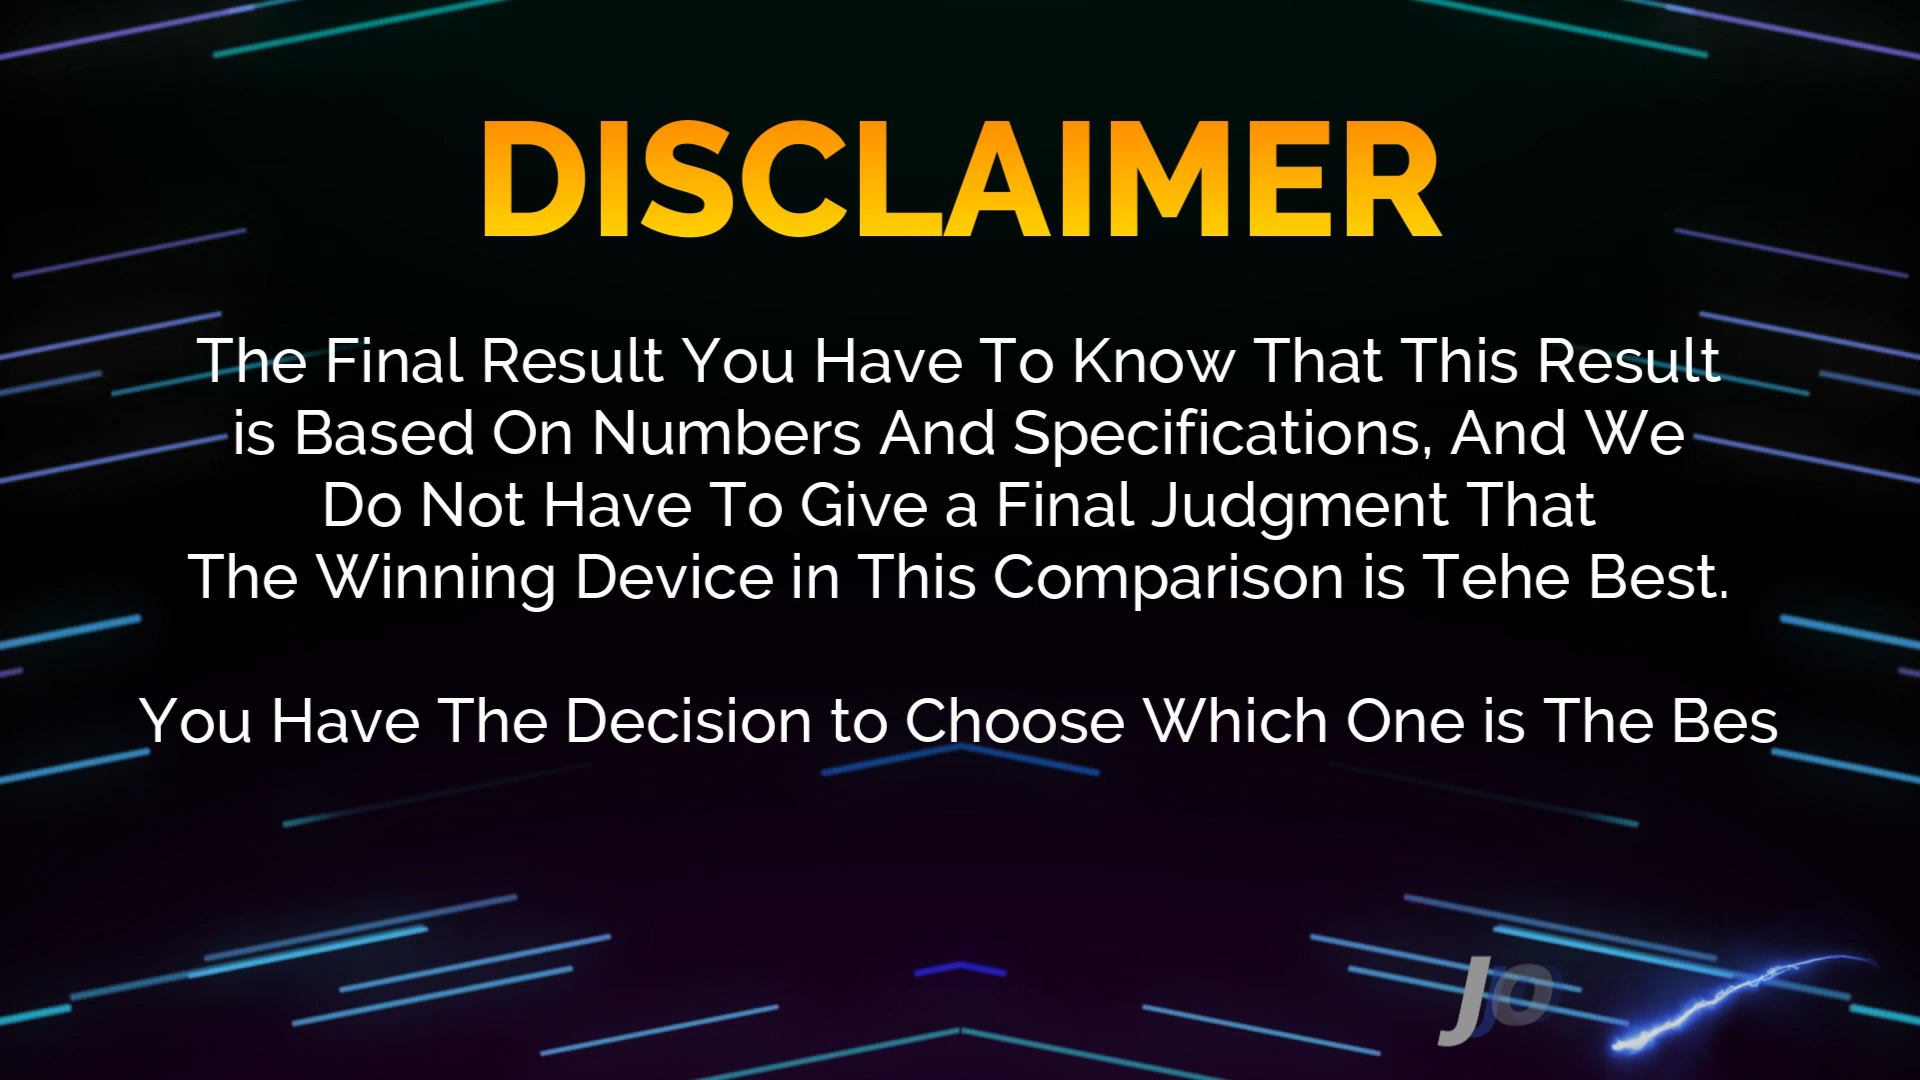 DISCLAIMER
The Final Result You Have To Know That This Result
is Based On Numbers And Specifications, And We
Do Not Have To Give a Final Judgment That
The Winning Device in This Comparison is Tehe Best.
You Have The Decision to Choose Which One is The Bes
Jo